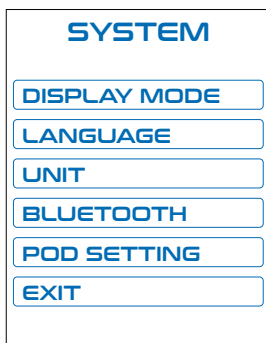 SYSTEM
DISPLAY MODE
LANGUAGE
UNIT
BLUETOOTH
POD SETTING
EXIT